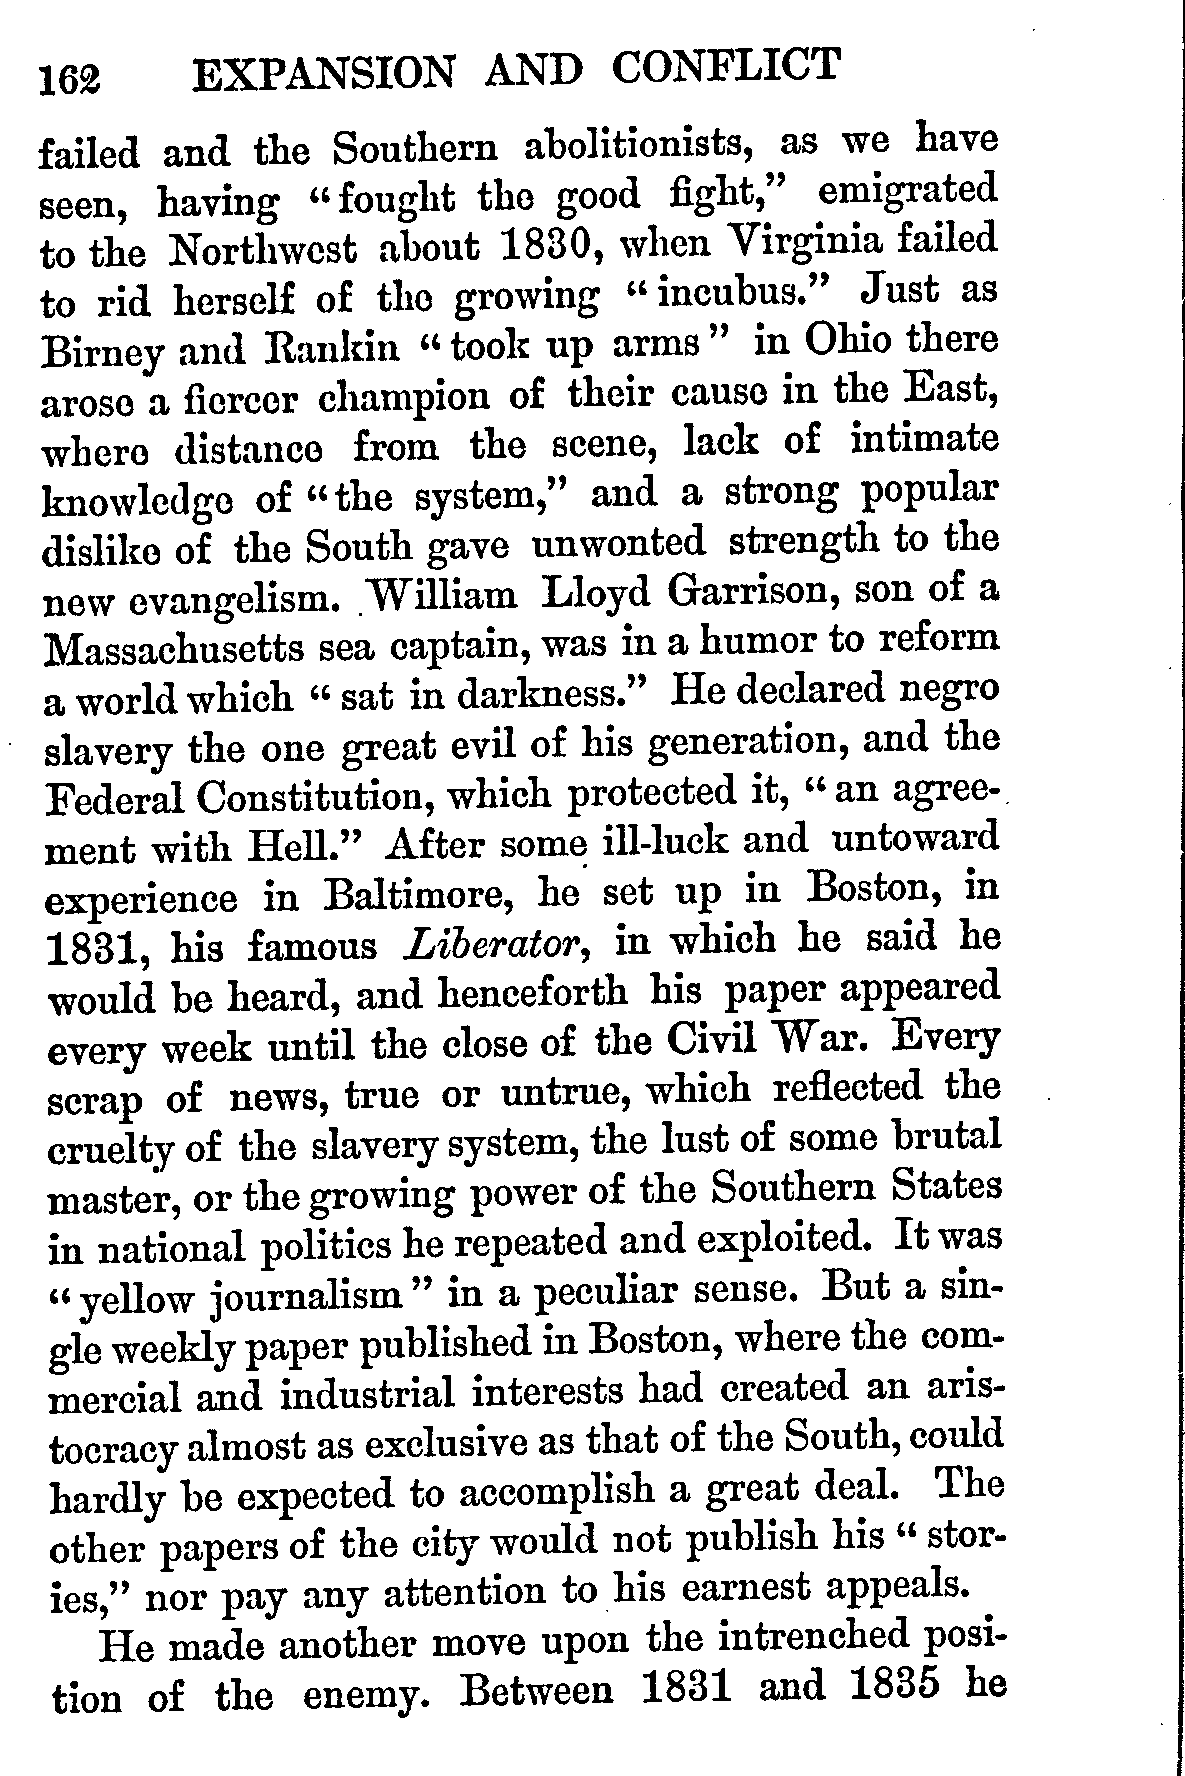 162 EXPANSION AND CONFLICT
failed and the Southern abolitionists, as we have
seen, having “fought the good fight,” emigrated
to the Northwest about 1830, when Virginia failed
to rid herself of the growing “incubus.” Just as
Birney and Rankin “took up arms” in Ohio there
arose a fiercer champion of their cause in the East,
where distance from the scene, lack of intimate
knowledge of “the system,” and a strong popular
dislike of the South gave unwonted strength to the
new evangelism. William Lloyd Garrison, son of a
Massachusetts sea captain, was in a humor to reform
a world which “sat in darkness.” He declared negro
slavery the one great evil of his generation, and the
Federal Constitution, which protected it, “an agree-
ment with Hell.” After some ill-luck and untoward
experience in Baltimore, he set up in Boston, in
1831, his famous Liberator, in which he said he
would be heard, and henceforth his paper appeared
every week until the close of the Civil War. Every
scrap of news, true or untrue, which reflected the
cruelty of the slavery system, the lust of some brutal
master, or the growing power of the Southern States
in national politics he repeated and exploited. It was
“yellow journalism” in a peculiar sense. But a sin-
gle weekly paper published in Boston, where the com-
mercial and industrial interests had created an aris-
tocracy almost as exclusive as that of the South, could
hardly be expected to accomplish a great deal. The
other papers of the city would not publish his “stor-
ies,” nor pay any attention to his earnest appeals.
He made another move upon the intrenched posi-
tion of the enemy. Between 1831 and 1835 he